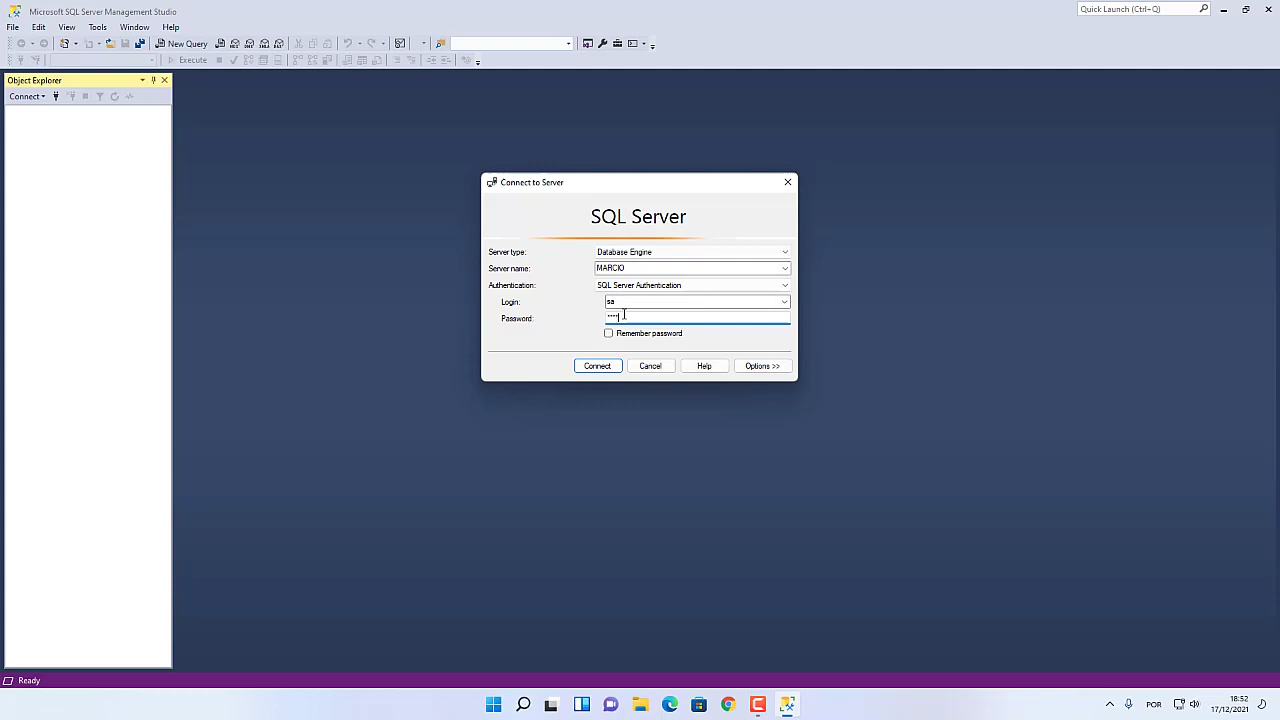 Microsoft SQL Server Management Studio
Quick Launch (Ctrl+Q)
File Edit View Tools Window Help
New Query
Execute
Object Explorer
Connect
Connect to Server
SQL Server
Server type: Database Engine
Server name: MARCIO
Authentication: SQL Server Authentication
Login: sa
Password: ••••
Remember password
Connect Cancel Help Options >>
Ready
POR
18:52
17/12/2021